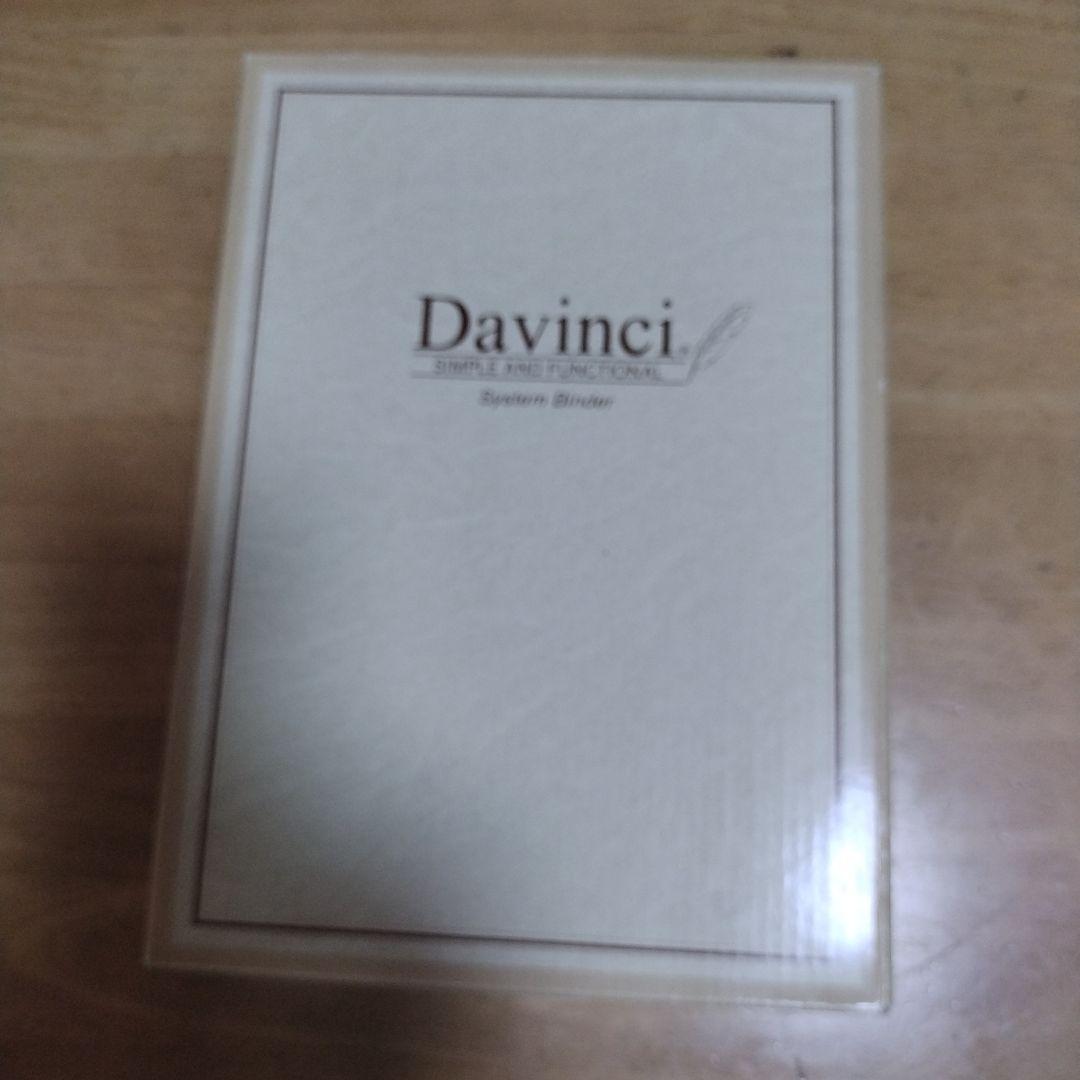 Davinci®
SIMPLE AND FUNCTIONAL
System Binder